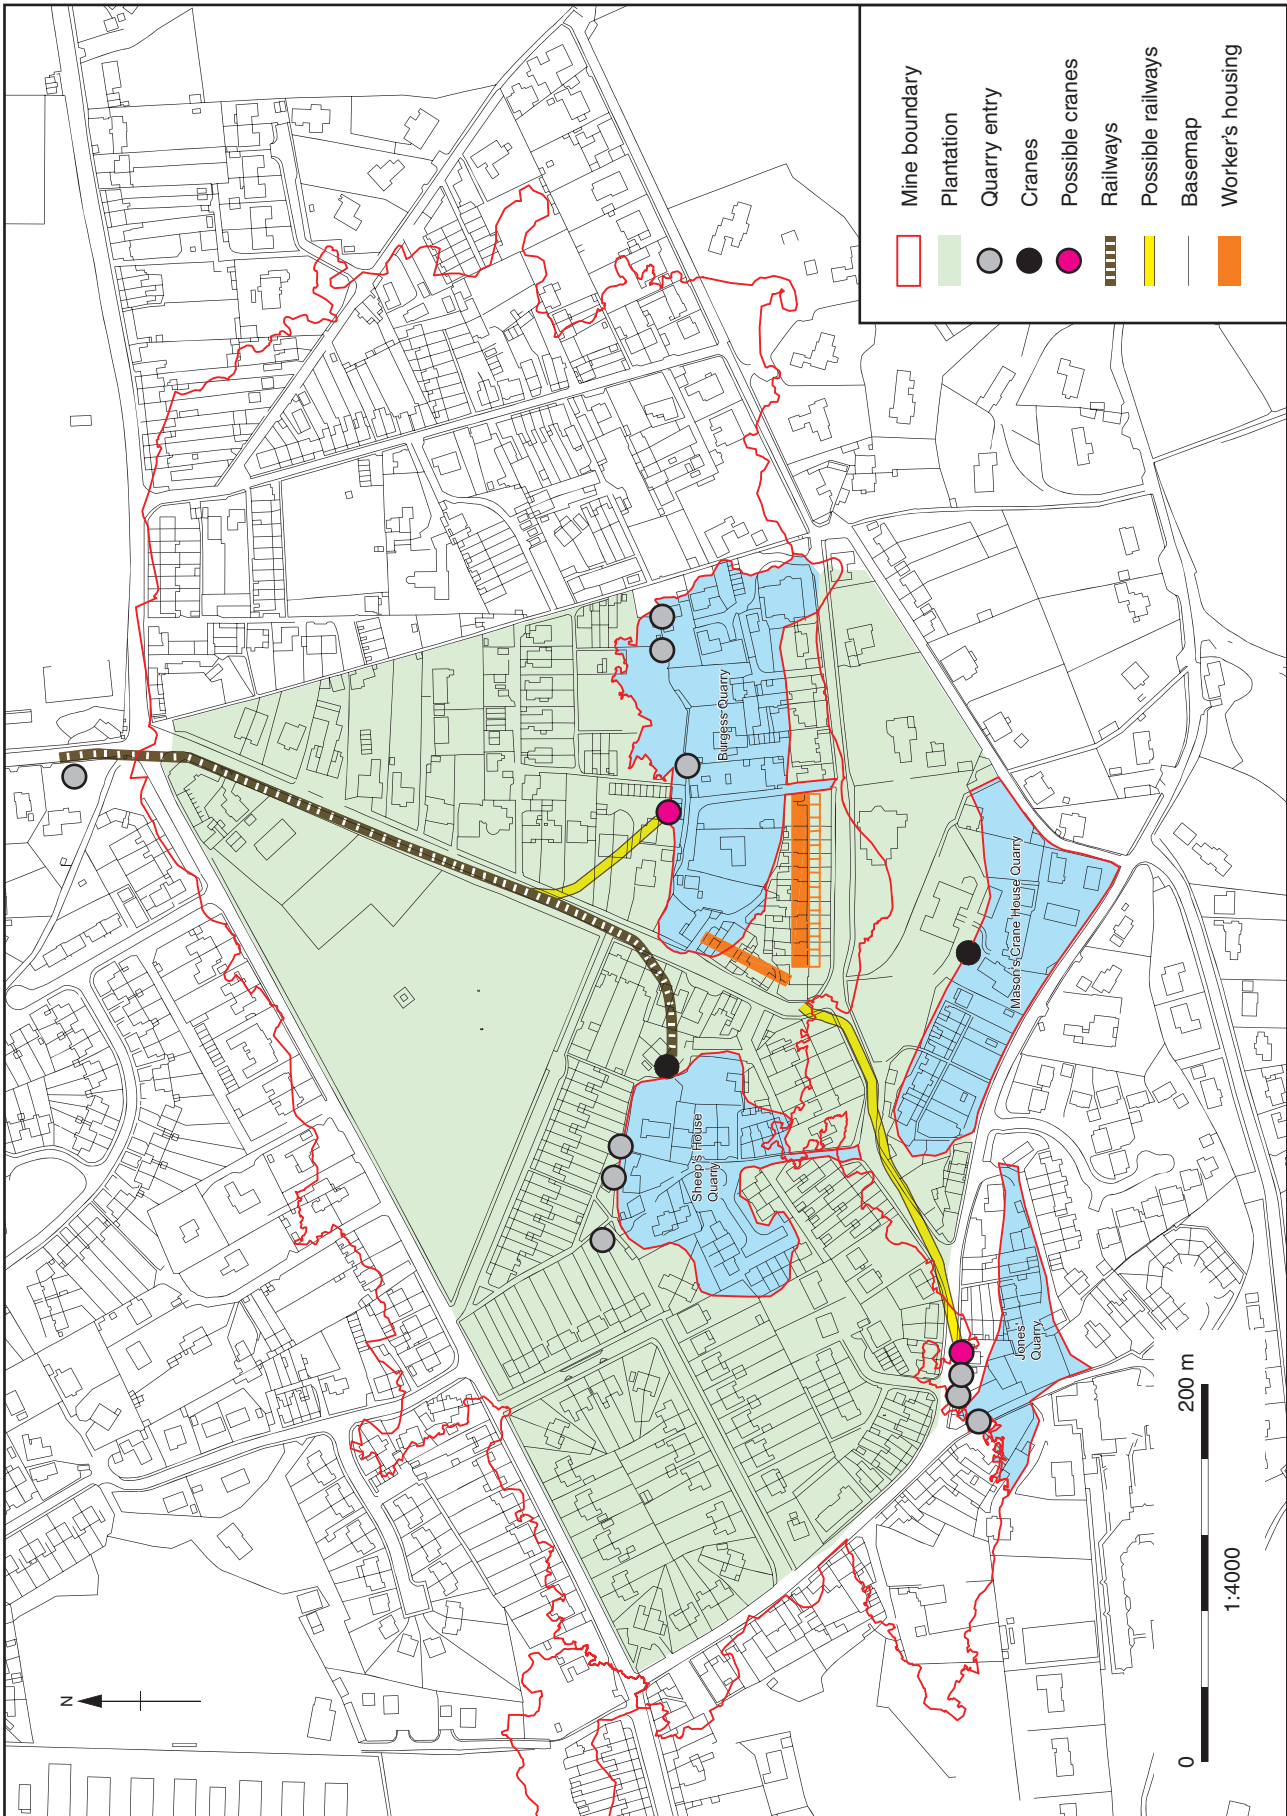 N
Burgess Quarry
Sheep's House
Quarry
Mason's Crane House Quarry
Jones'
Quarry
Mine boundary
Plantation
Quarry entry
Cranes
Possible cranes
Railways
Possible railways
Basemap
Worker's housing
0
200 m
1:4000